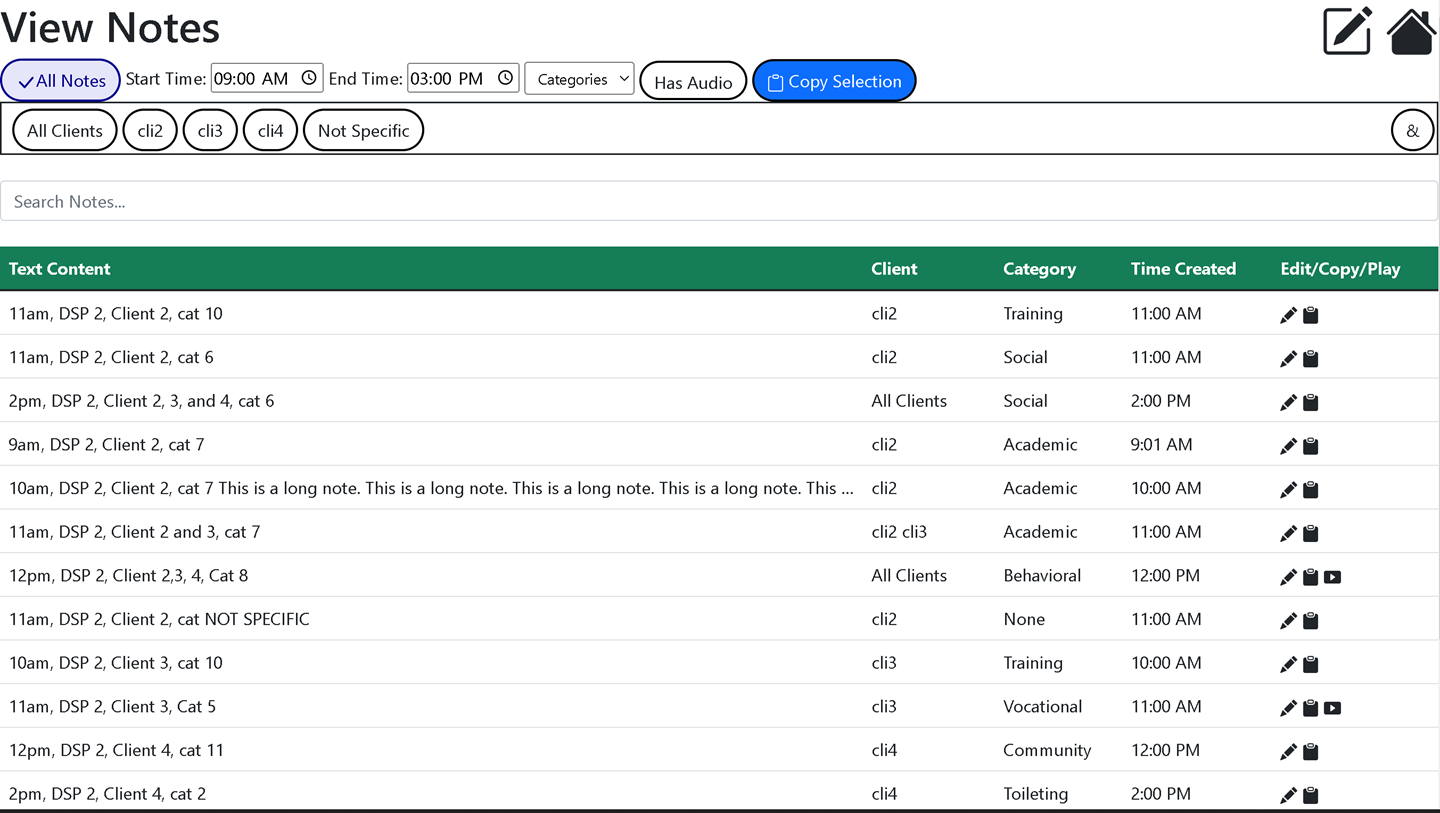 View Notes
All Notes Start Time: 09:00 AM End Time: 03:00 PM Categories Has Audio Copy Selection
All Clients cli2 cli3 cli4 Not Specific &
Search Notes...
Text Content Client Category Time Created Edit/Copy/Play
11am, DSP 2, Client 2, cat 10 cli2 Training 11:00 AM
11am, DSP 2, Client 2, cat 6 cli2 Social 11:00 AM
2pm, DSP 2, Client 2, 3, and 4, cat 6 All Clients Social 2:00 PM
9am, DSP 2, Client 2, cat 7 cli2 Academic 9:01 AM
10am, DSP 2, Client 2, cat 7 This is a long note. This is a long note. This is a long note. This is a long note. This ... cli2 Academic 10:00 AM
11am, DSP 2, Client 2 and 3, cat 7 cli2 cli3 Academic 11:00 AM
12pm, DSP 2, Client 2,3, 4, Cat 8 All Clients Behavioral 12:00 PM
11am, DSP 2, Client 2, cat NOT SPECIFIC cli2 None 11:00 AM
10am, DSP 2, Client 3, cat 10 cli3 Training 10:00 AM
11am, DSP 2, Client 3, Cat 5 cli3 Vocational 11:00 AM
12pm, DSP 2, Client 4, cat 11 cli4 Community 12:00 PM
2pm, DSP 2, Client 4, cat 2 cli4 Toileting 2:00 PM